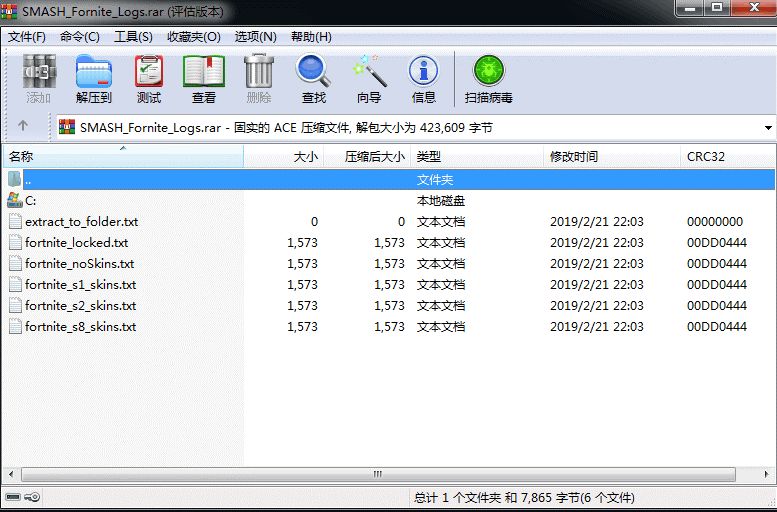 SMASH_Fornite_Logs.rar (评估版本)
文件(F) 命令(C) 工具(S) 收藏夹(O) 选项(N) 帮助(H)
添加 解压到 测试 查看 删除 查找 向导 信息 扫描病毒
SMASH_Fornite_Logs.rar - 固实的 ACE 压缩文件, 解包大小为 423,609 字节
名称 大小 压缩后大小 类型 修改时间 CRC32
.. 文件夹
C: 本地磁盘
extract_to_folder.txt 0 0 文本文档 2019/2/21 22:03 00000000
fortnite_locked.txt 1,573 1,573 文本文档 2019/2/21 22:03 00DD0444
fortnite_noSkins.txt 1,573 1,573 文本文档 2019/2/21 22:03 00DD0444
fortnite_s1_skins.txt 1,573 1,573 文本文档 2019/2/21 22:03 00DD0444
fortnite_s2_skins.txt 1,573 1,573 文本文档 2019/2/21 22:03 00DD0444
fortnite_s8_skins.txt 1,573 1,573 文本文档 2019/2/21 22:03 00DD0444
总计 1 个文件夹 和 7,865 字节(6 个文件)